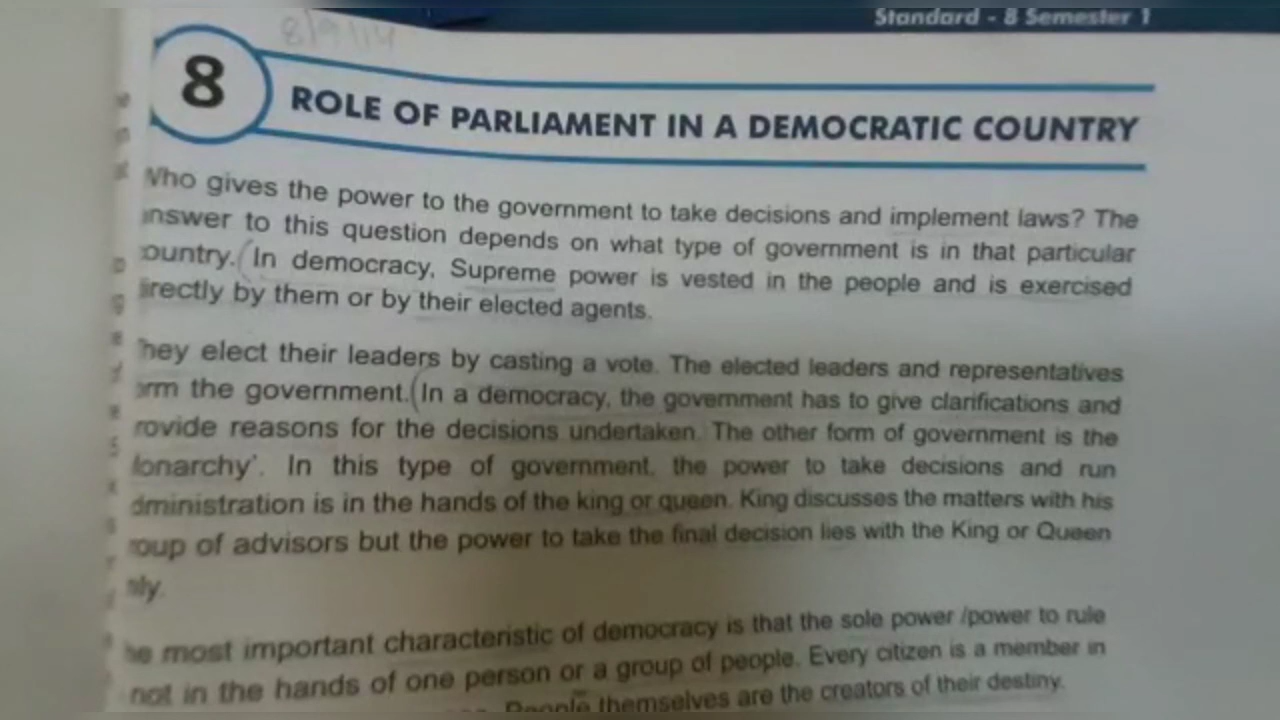 Standard - 8 Semester 1
8/9/14
8
ROLE OF PARLIAMENT IN A DEMOCRATIC COUNTRY
Who gives the power to the government to take decisions and implement laws? The
nswer to this question depends on what type of government is in that particular
ountry. (In democracy, Supreme power is vested in the people and is exercised
irectly by them or by their elected agents.
hey elect their leaders by casting a vote. The elected leaders and representatives
orm the government. (In a democracy, the government has to give clarifications and
rovide reasons for the decisions undertaken. The other form of government is the
onarchy'. In this type of government, the power to take decisions and run
dministration is in the hands of the king or queen. King discusses the matters with his
roup of advisors but the power to take the final decision lies with the King or Queen
nly.
he most important characteristic of democracy is that the sole power /power to rule
not in the hands of one person or a group of people. Every citizen is a member in
People themselves are the creators of their destiny.